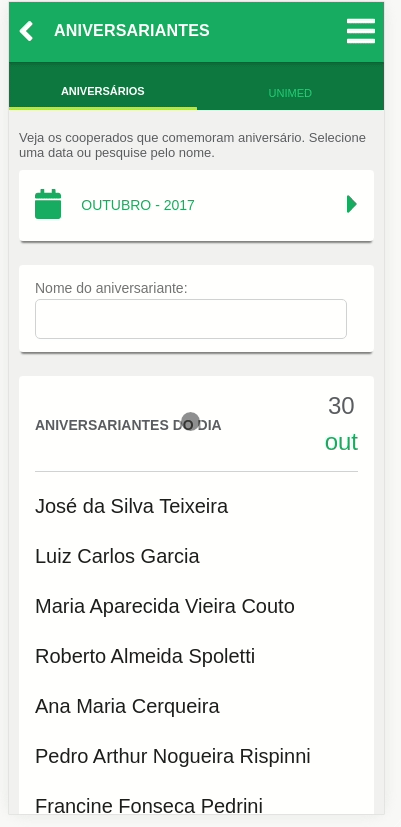 ANIVERSARIANTES
ANIVERSÁRIOS
UNIMED
Veja os cooperados que comemoram aniversário. Selecione
uma data ou pesquise pelo nome.
OUTUBRO - 2017
Nome do aniversariante:
ANIVERSARIANTES DO DIA
30
out
José da Silva Teixeira
Luiz Carlos Garcia
Maria Aparecida Vieira Couto
Roberto Almeida Spoletti
Ana Maria Cerqueira
Pedro Arthur Nogueira Rispinni
Francine Fonseca Pedrini